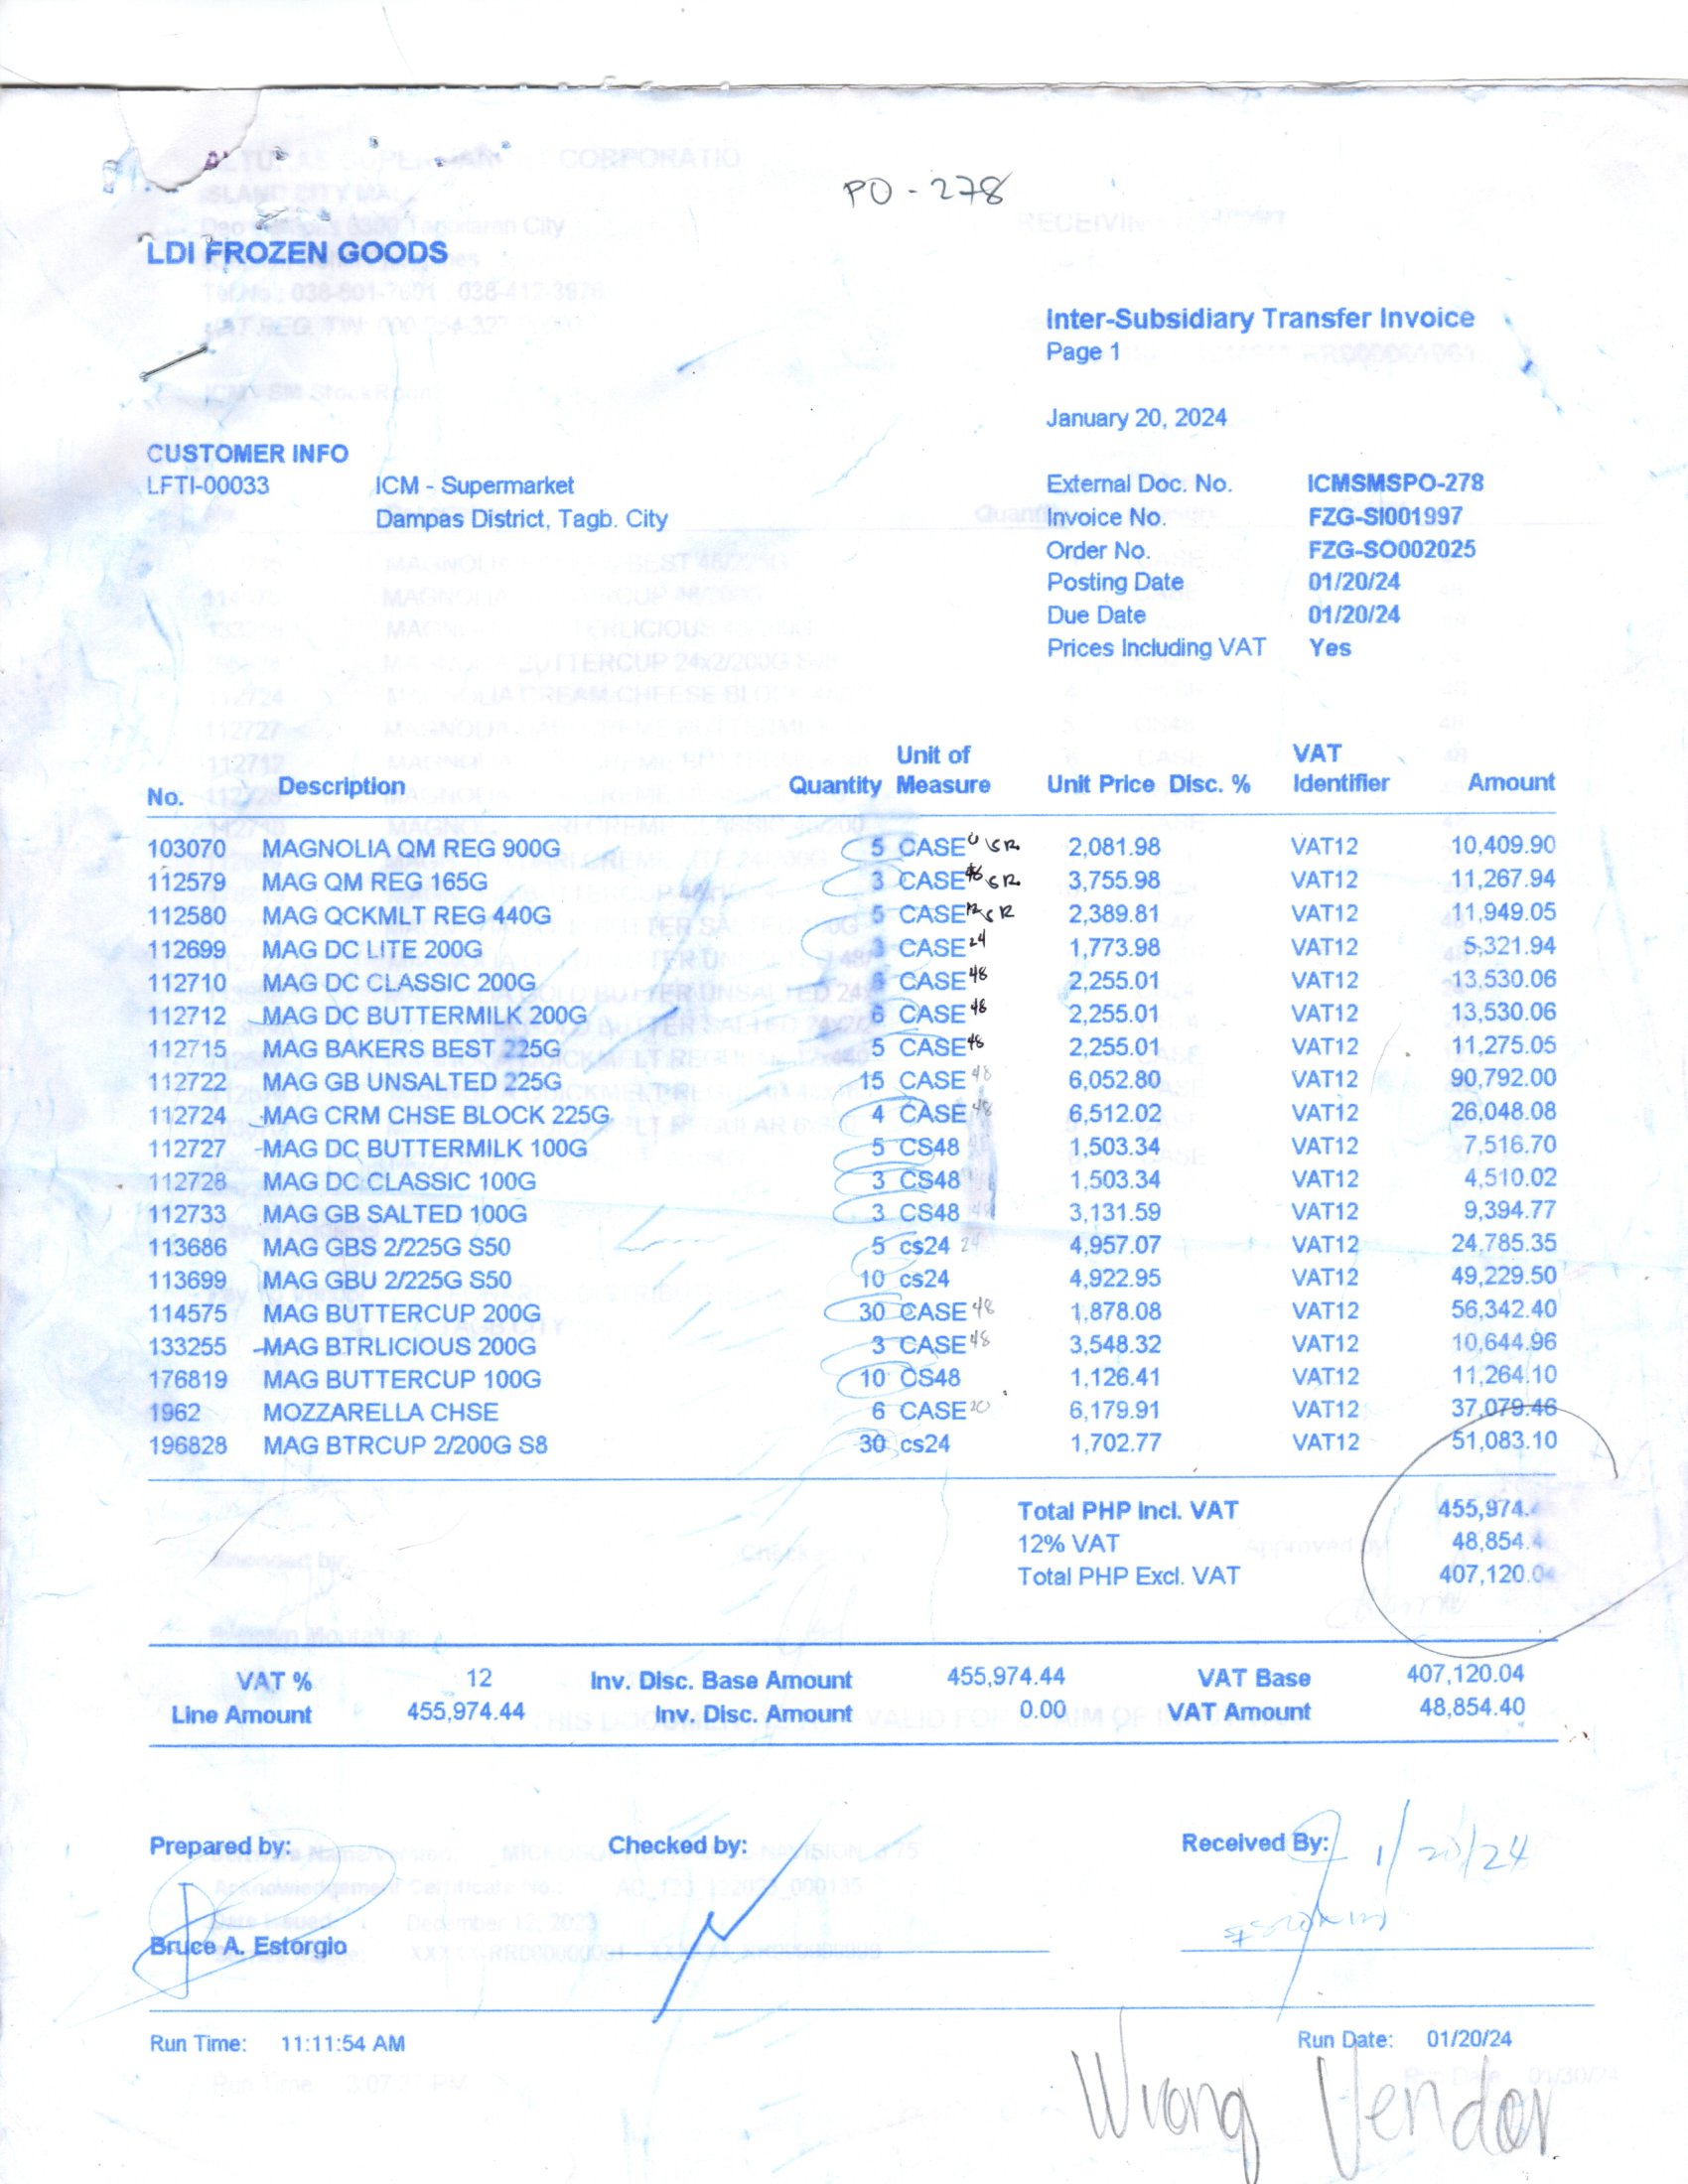 PO - 278
LDI FROZEN GOODS
Inter-Subsidiary Transfer Invoice
Page 1
January 20, 2024
CUSTOMER INFO
LFTI-00033 ICM - Supermarket
Dampas District, Tagb. City
External Doc. No. ICMSMSPO-278
Invoice No. FZG-SI001997
Order No. FZG-SO002025
Posting Date 01/20/24
Due Date 01/20/24
Prices Including VAT Yes
No. Description Quantity Unit of Measure Unit Price Disc. % VAT Identifier Amount
103070 MAGNOLIA QM REG 900G 5 CASE SR 2,081.98 VAT12 10,409.90
112579 MAG QM REG 165G 3 CASE 48 SR 3,755.98 VAT12 11,267.94
112580 MAG QCKMLT REG 440G 5 CASE 12 SR 2,389.81 VAT12 11,949.05
112699 MAG DC LITE 200G 3 CASE 24 1,773.98 VAT12 5,321.94
112710 MAG DC CLASSIC 200G 6 CASE 48 2,255.01 VAT12 13,530.06
112712 MAG DC BUTTERMILK 200G 6 CASE 48 2,255.01 VAT12 13,530.06
112715 MAG BAKERS BEST 225G 5 CASE 48 2,255.01 VAT12 11,275.05
112722 MAG GB UNSALTED 225G 15 CASE 48 6,052.80 VAT12 90,792.00
112724 MAG CRM CHSE BLOCK 225G 4 CASE 48 6,512.02 VAT12 26,048.08
112727 MAG DC BUTTERMILK 100G 5 CS48 1,503.34 VAT12 7,516.70
112728 MAG DC CLASSIC 100G 3 CS48 1,503.34 VAT12 4,510.02
112733 MAG GB SALTED 100G 3 CS48 3,131.59 VAT12 9,394.77
113686 MAG GBS 2/225G S50 5 cs24 24 4,957.07 VAT12 24,785.35
113699 MAG GBU 2/225G S50 10 cs24 4,922.95 VAT12 49,229.50
114575 MAG BUTTERCUP 200G 30 CASE 48 1,878.08 VAT12 56,342.40
133255 MAG BTRLICIOUS 200G 3 CASE 48 3,548.32 VAT12 10,644.96
176819 MAG BUTTERCUP 100G 10 CS48 1,126.41 VAT12 11,264.10
1962 MOZZARELLA CHSE 6 CASE 20 6,179.91 VAT12 37,079.46
196828 MAG BTRCUP 2/200G S8 30 cs24 1,702.77 VAT12 51,083.10
Total PHP Incl. VAT 455,974.4
12% VAT 48,854.4
Total PHP Excl. VAT 407,120.04
VAT % 12 Inv. Disc. Base Amount 455,974.44 VAT Base 407,120.04
Line Amount 455,974.44 Inv. Disc. Amount 0.00 VAT Amount 48,854.40
Prepared by: Checked by: Received By: 1/20/24
Bruce A. Estorgio
Run Time: 11:11:54 AM Run Date: 01/20/24
Wrong Vendor